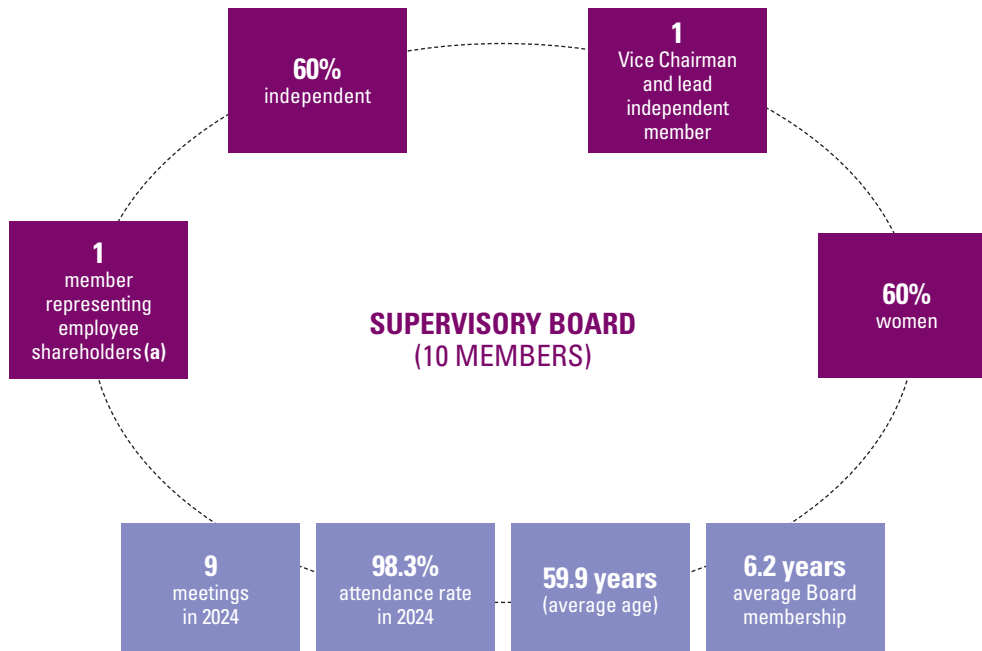 60%
independent
1
Vice Chairman
and lead
independent
member
1
member
representing
employee
shareholders (a)
60%
women
SUPERVISORY BOARD
(10 MEMBERS)
9
meetings
in 2024
98.3%
attendance rate
in 2024
59.9 years
(average age)
6.2 years
average Board
membership